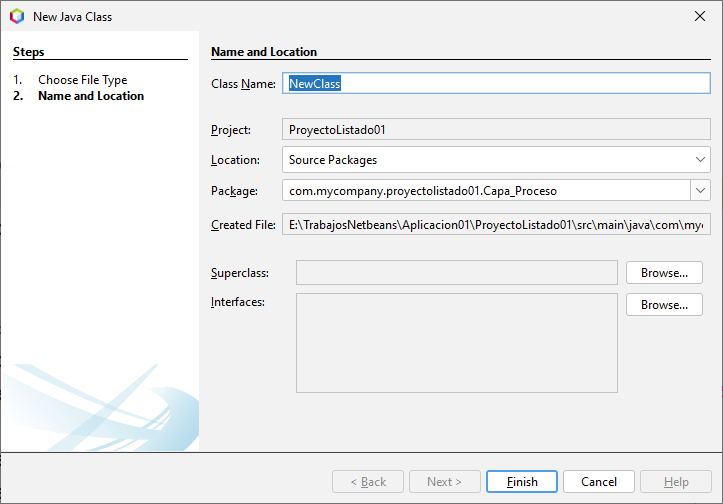 New Java Class
Steps
1. Choose File Type
2. Name and Location
Name and Location
Class Name: NewClass
Project: ProyectoListado01
Location: Source Packages
Package: com.mycompany.proyectolistado01.Capa_Proceso
Created File: E:\TrabajosNetbeans\Aplicacion01\ProyectoListado01\src\main\java\com\myc
Superclass: Browse...
Interfaces: Browse...
< Back Next > Finish Cancel Help